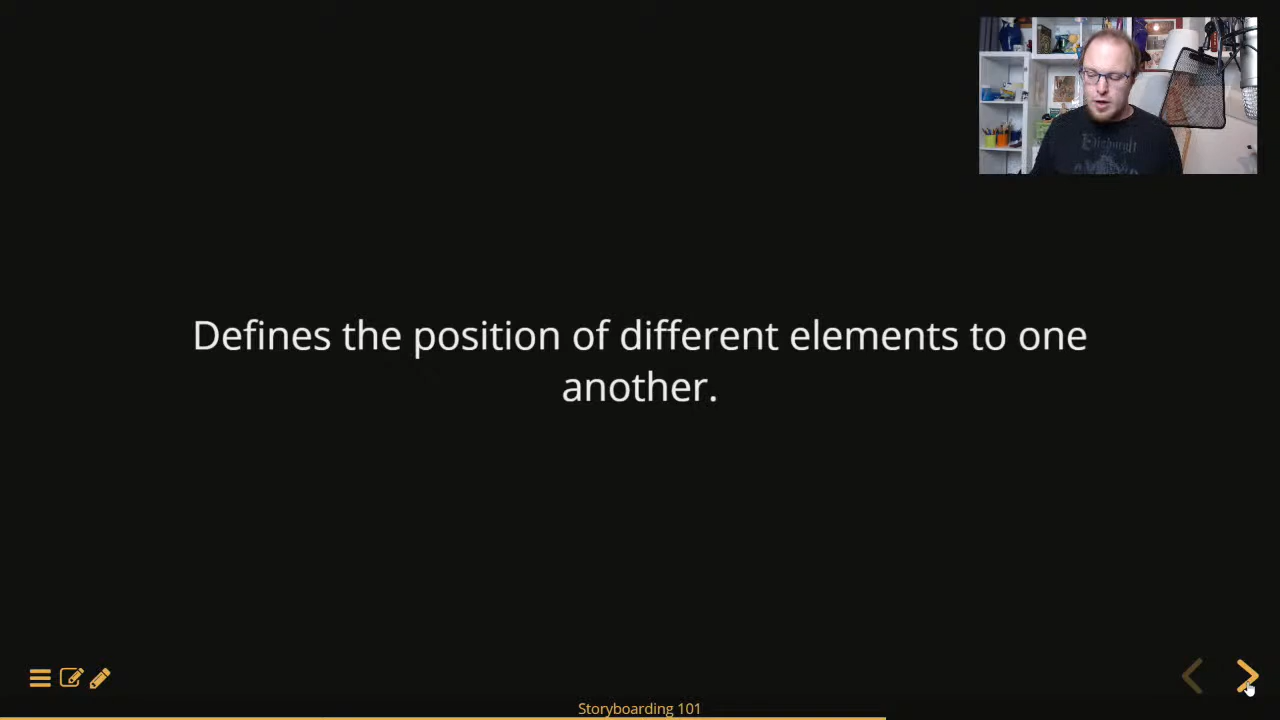 Defines the position of different elements to one
another.
Storyboarding 101